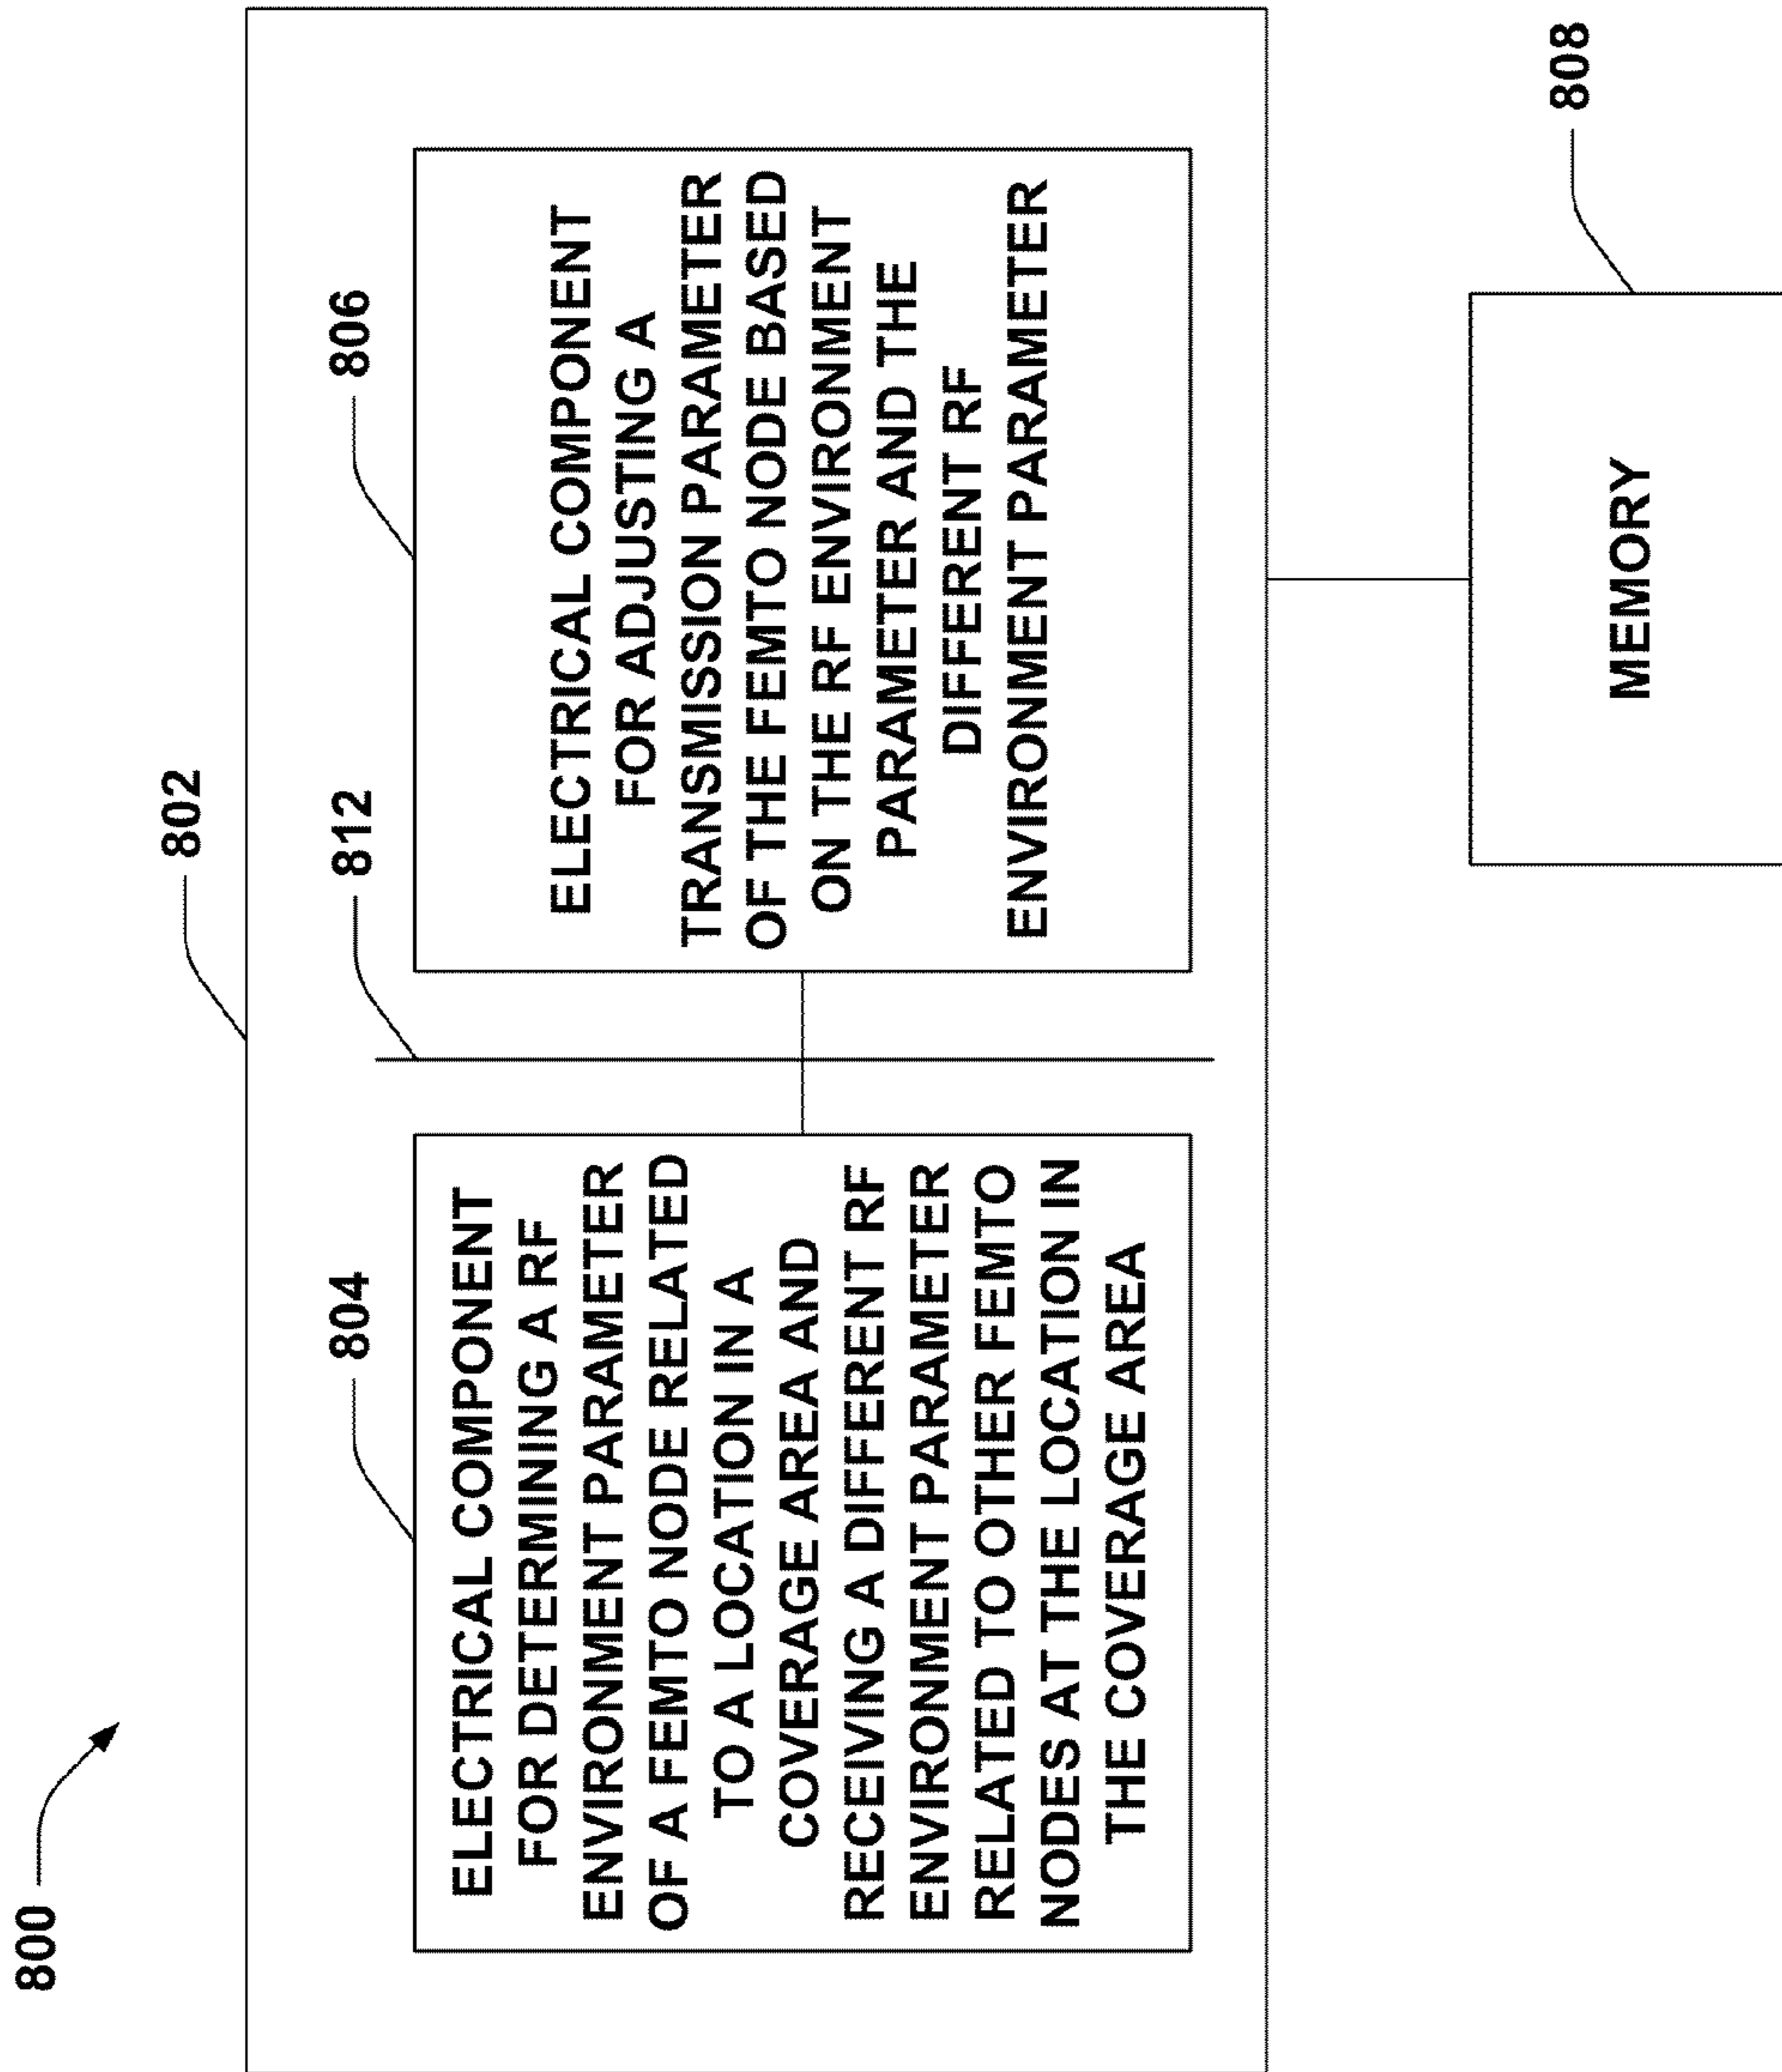 800
802
804
812
806
ELECTRICAL COMPONENT
FOR DETERMINING A RF
ENVIRONMENT PARAMETER
OF A FEMTO NODE RELATED
TO A LOCATION IN A
COVERAGE AREA AND
RECEIVING A DIFFERENT RF
ENVIRONMENT PARAMETER
RELATED TO OTHER FEMTO
NODES AT THE LOCATION IN
THE COVERAGE AREA
ELECTRICAL COMPONENT
FOR ADJUSTING A
TRANSMISSION PARAMETER
OF THE FEMTO NODE BASED
ON THE RF ENVIRONMENT
PARAMETER AND THE
DIFFERENT RF
ENVIRONMENT PARAMETER
808
MEMORY